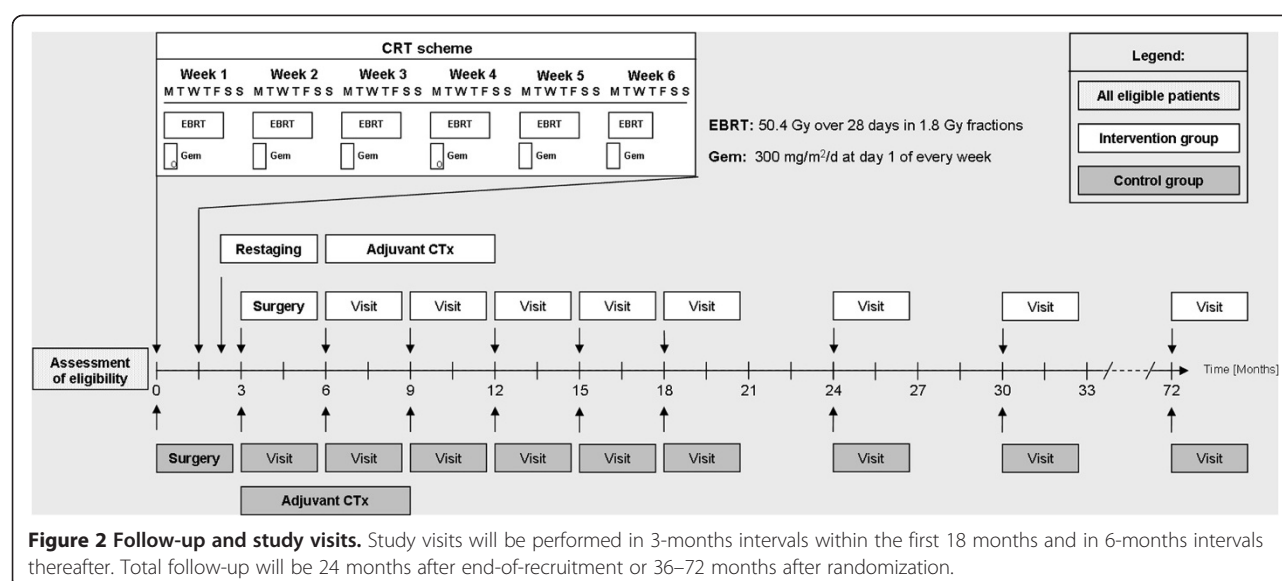 CRT scheme
Week 1 Week 2 Week 3 Week 4 Week 5 Week 6
M T W T F S S M T W T F S S M T W T F S S M T W T F S S M T W T F S S M T W T F S S
EBRT EBRT EBRT EBRT EBRT EBRT
Gem Gem Gem Gem Gem Gem
EBRT: 50.4 Gy over 28 days in 1.8 Gy fractions
Gem: 300 mg/m²/d at day 1 of every week
Legend:
All eligible patients
Intervention group
Control group
Restaging Adjuvant CTx
Surgery Visit Visit Visit Visit Visit Visit Visit Visit
Assessment
of eligibility
Time [Months]
0 3 6 9 12 15 18 21 24 27 30 33 72
Surgery Visit Visit Visit Visit Visit Visit Visit Visit Visit
Adjuvant CTx
Figure 2 Follow-up and study visits. Study visits will be performed in 3-months intervals within the first 18 months and in 6-months intervals
thereafter. Total follow-up will be 24 months after end-of-recruitment or 36–72 months after randomization.